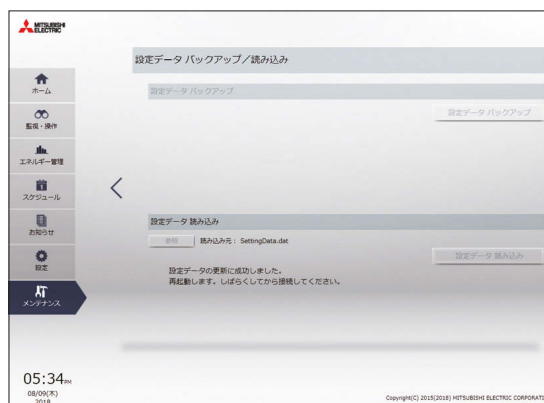 MITSUBISHI
ELECTRIC
設定データ バックアップ／読み込み
ホーム
監視・操作
エネルギー管理
スケジュール
お知らせ
設定
メンテナンス
設定データ バックアップ
設定データ バックアップ
設定データ 読み込み
参照 読み込み元： SettingData.dat
設定データ 読み込み
設定データの更新に成功しました。
再起動します。しばらくしてから接続してください。
05:34PM
08/09(木)
2018
Copyright(C) 2015(2018) MITSUBISHI ELECTRIC CORPORATI